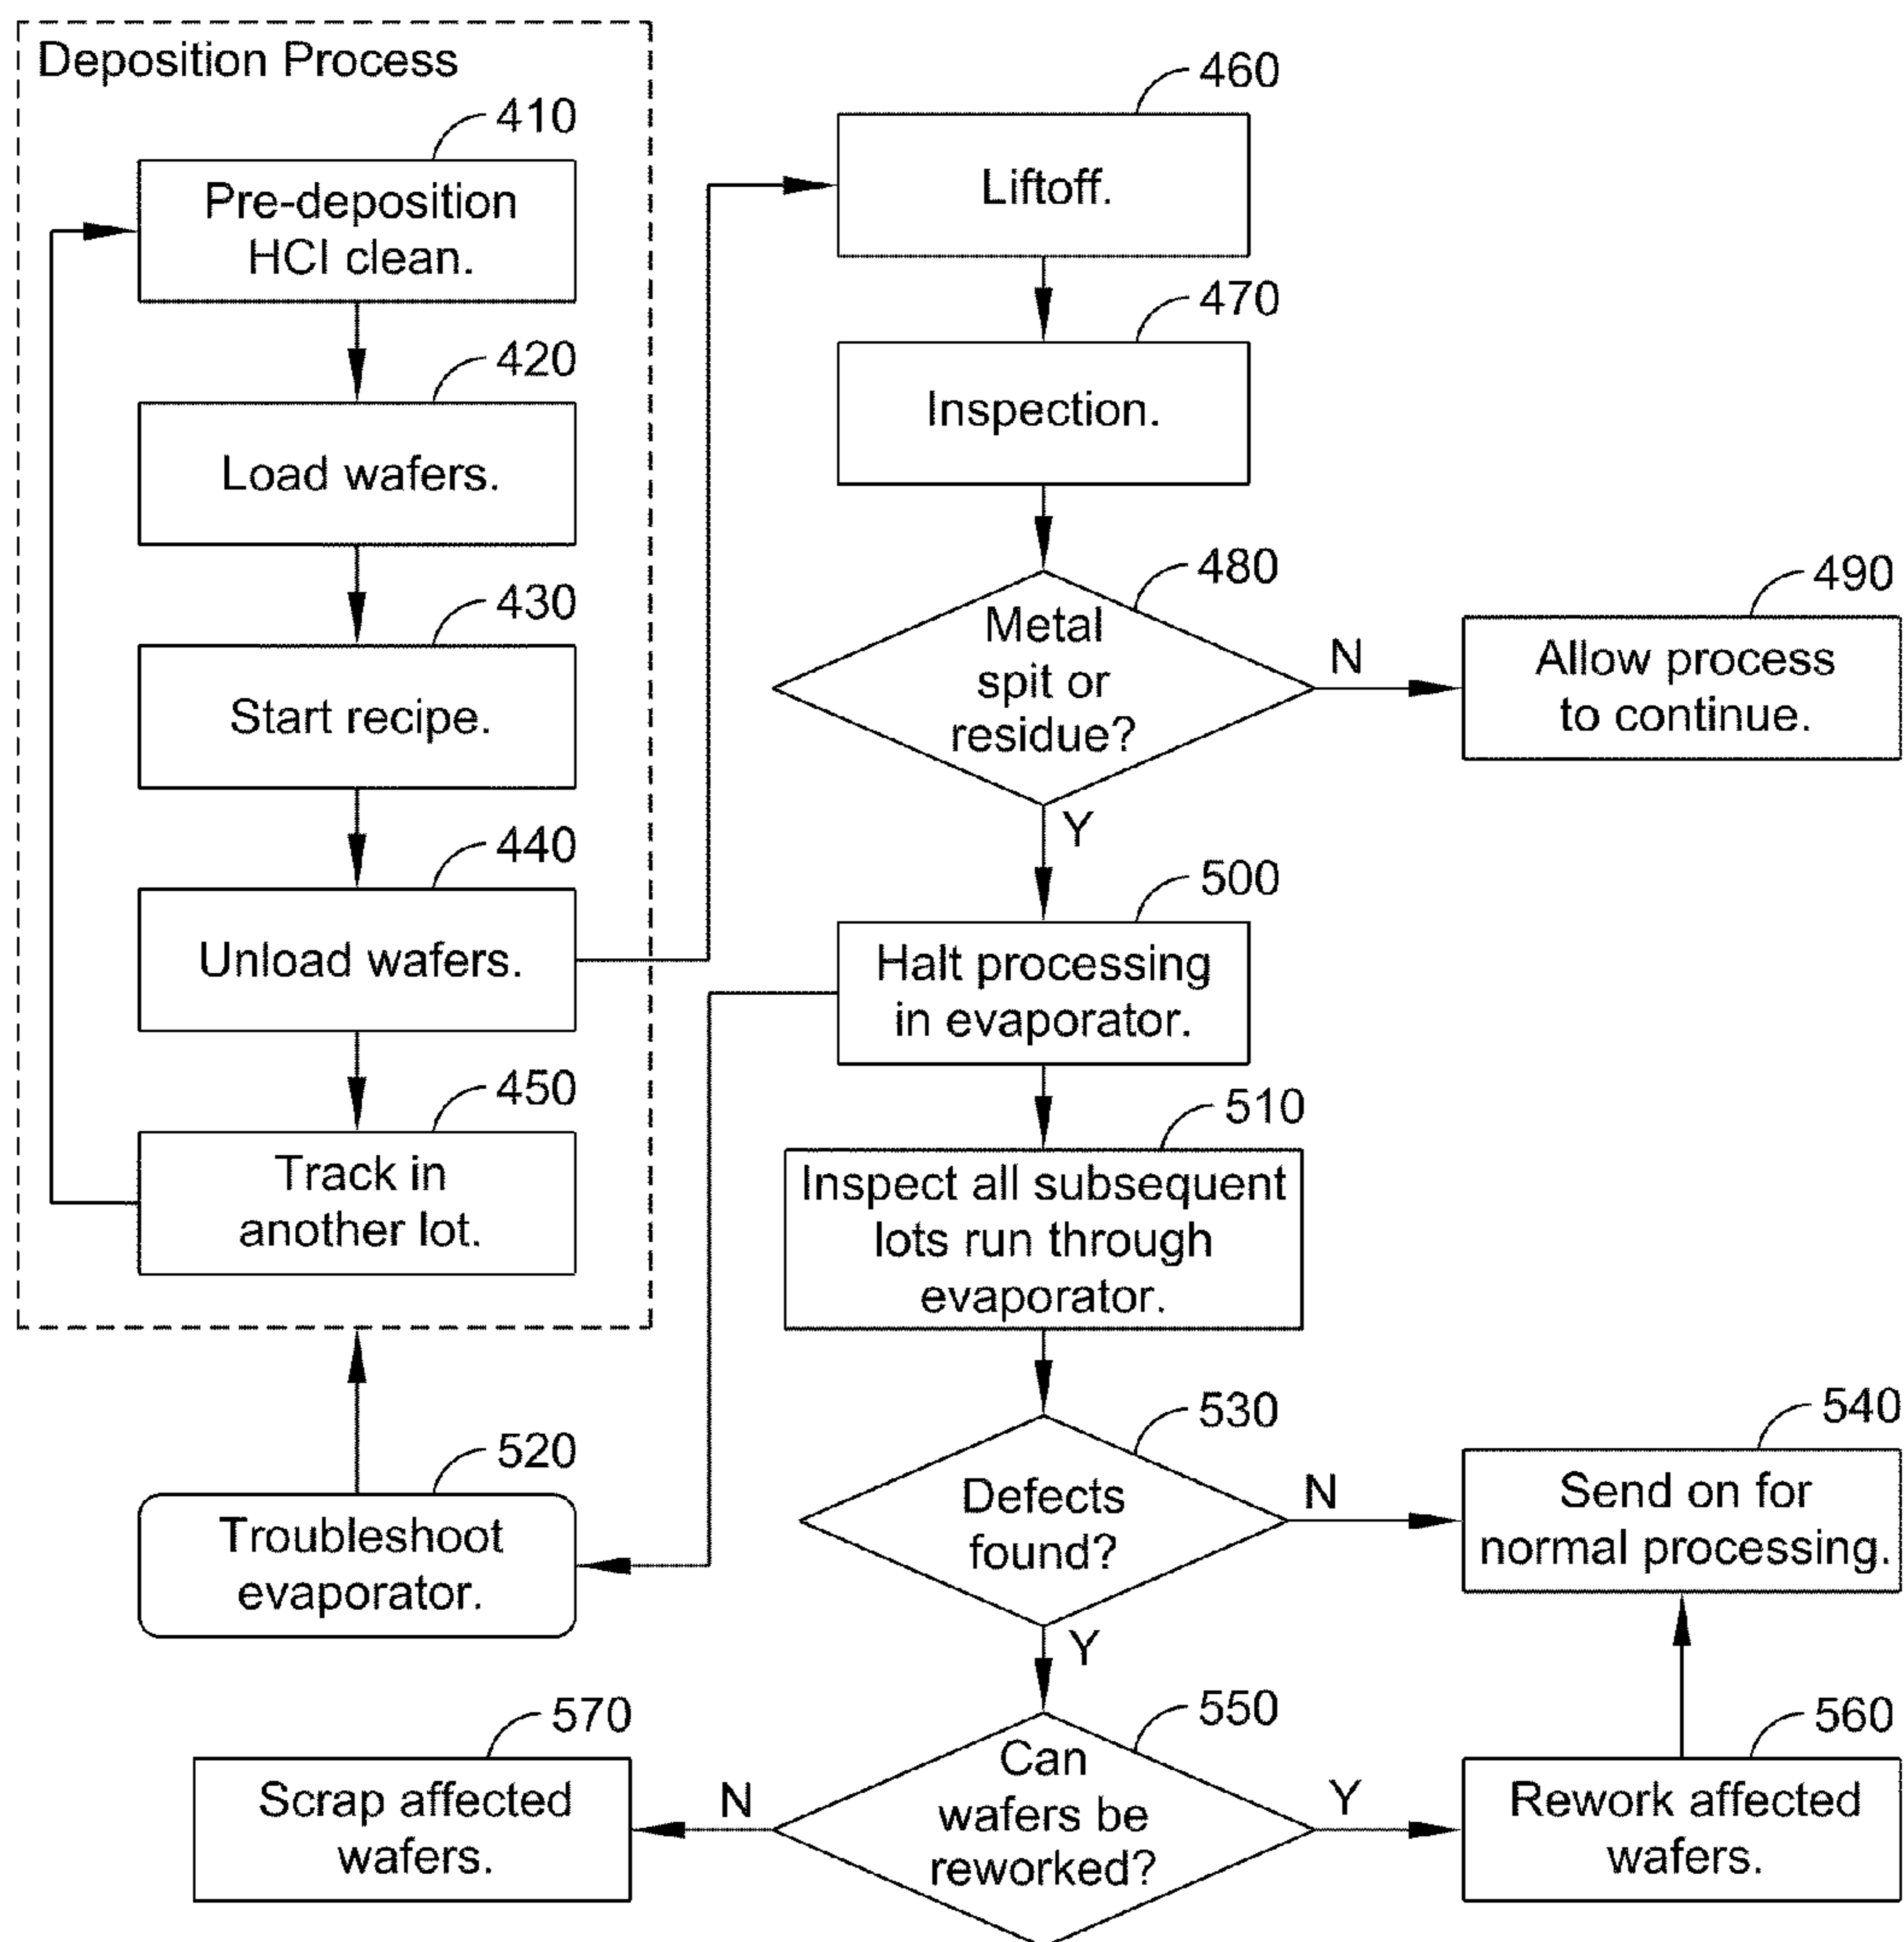 Deposition Process
410
Pre-deposition
HCl clean.
420
Load wafers.
430
Start recipe.
440
Unload wafers.
450
Track in
another lot.
460
Liftoff.
470
Inspection.
480
Metal
spit or
residue?
N
490
Allow process
to continue.
Y
500
Halt processing
in evaporator.
510
Inspect all subsequent
lots run through
evaporator.
520
Troubleshoot
evaporator.
530
Defects
found?
N
540
Send on for
normal processing.
Y
550
Can
wafers be
reworked?
Y
560
Rework affected
wafers.
N
570
Scrap affected
wafers.